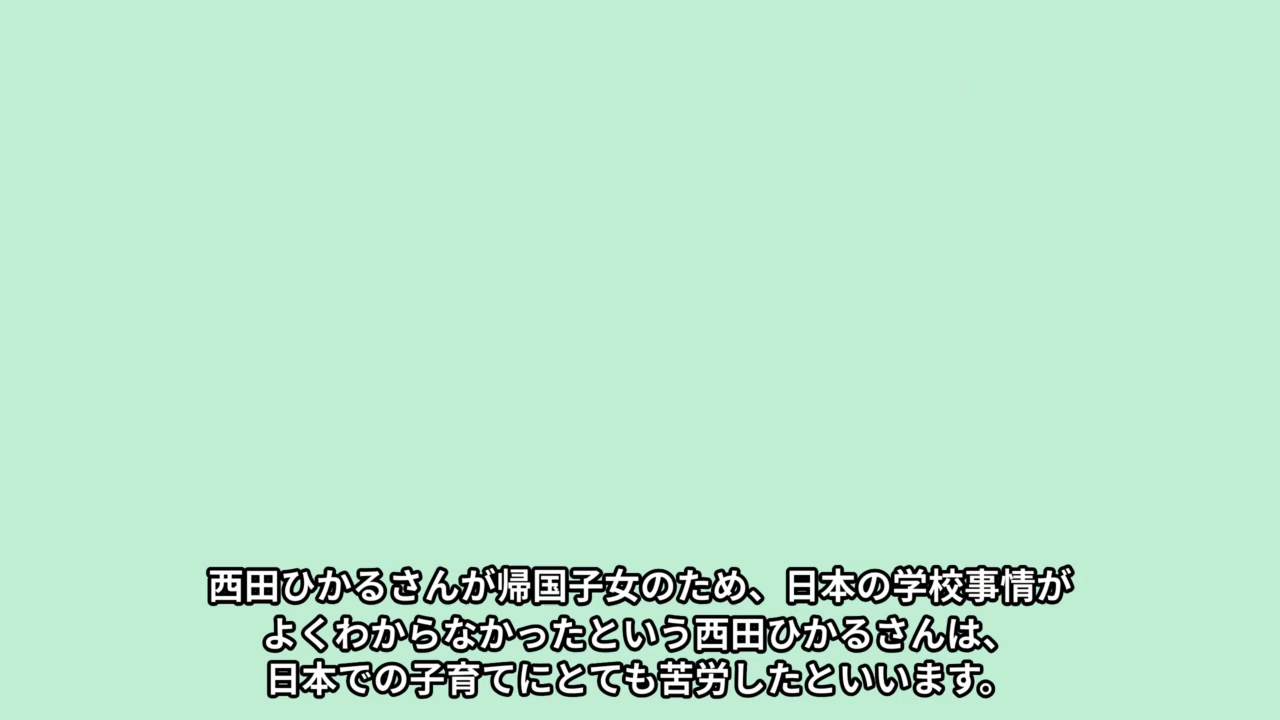 西田ひかるさんが帰国子女のため、日本の学校事情が
よくわからなかったという西田ひかるさんは、
日本での子育てにとても苦労したといいます。